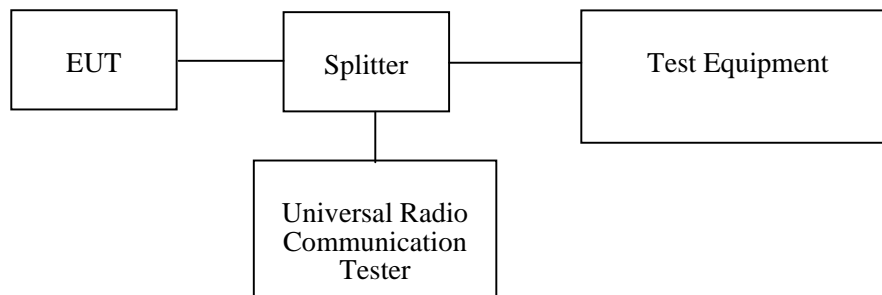 EUT
Splitter
Test Equipment
Universal Radio
Communication
Tester